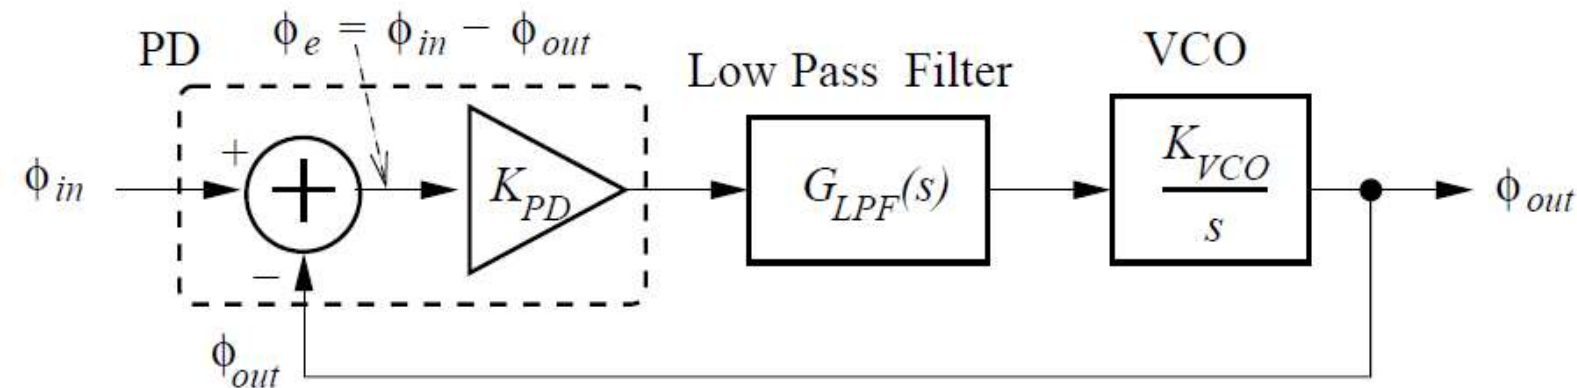 PD
ϕe = ϕin − ϕout
Low Pass Filter
VCO
ϕin
+
+
−
KPD
GLPF(s)
KVCO
s
ϕout
ϕout